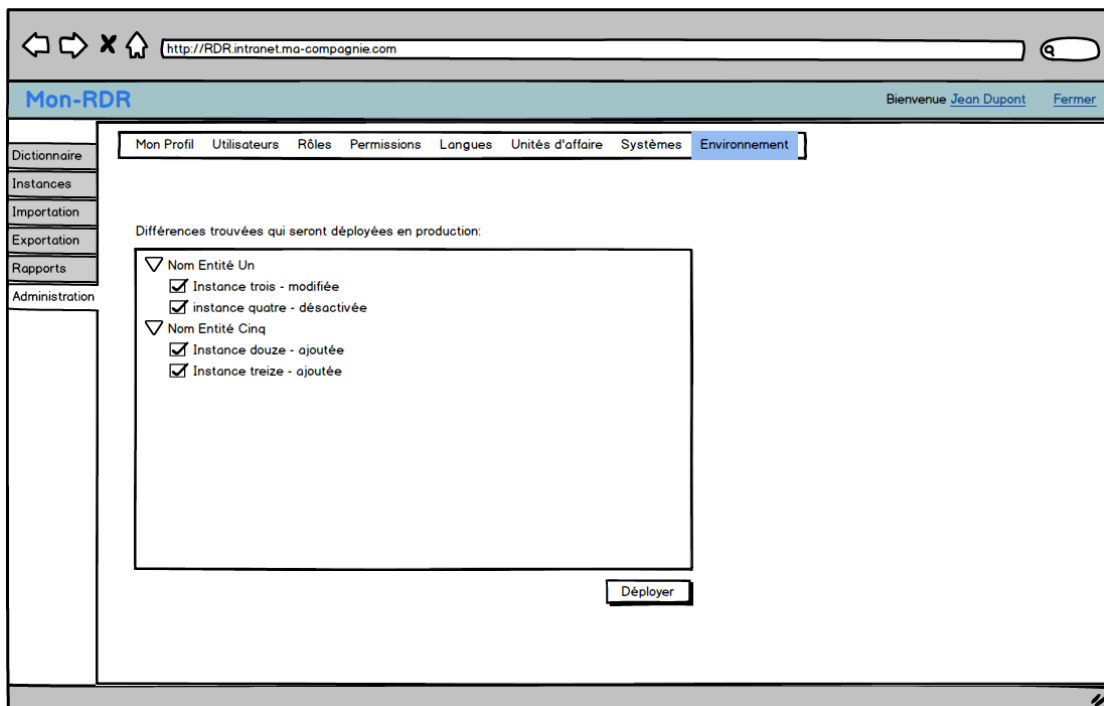 http://RDR.intranet.ma-compagnie.com
Mon-RDR
Bienvenue Jean Dupont Fermer
Mon Profil Utilisateurs Rôles Permissions Langues Unités d'affaire Systèmes Environnement
Dictionnaire
Instances
Importation
Exportation
Rapports
Administration
Différences trouvées qui seront déployées en production:
Nom Entité Un
Instance trois - modifiée
instance quatre - désactivée
Nom Entité Cinq
Instance douze - ajoutée
Instance treize - ajoutée
Déployer